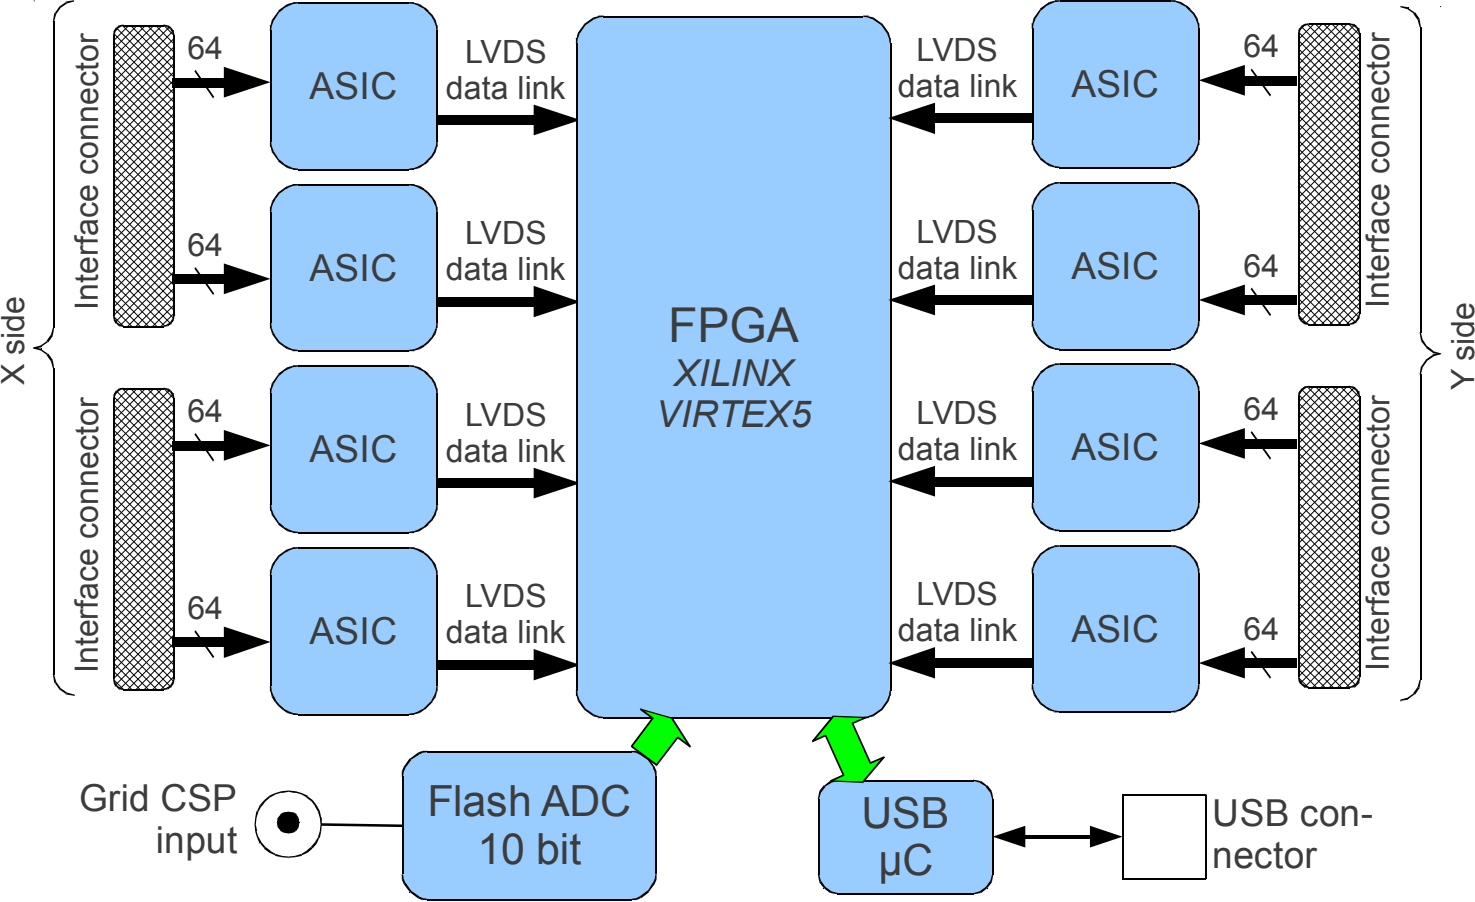 X side
Interface connector
64
ASIC
LVDS
data link
64
ASIC
LVDS
data link
Interface connector
64
ASIC
LVDS
data link
64
ASIC
LVDS
data link
FPGA
XILINX
VIRTEX5
LVDS
data link
ASIC
64
Interface connector
LVDS
data link
ASIC
64
LVDS
data link
ASIC
64
Interface connector
LVDS
data link
ASIC
64
Y side
Grid CSP
input
Flash ADC
10 bit
USB
µC
USB con-
nector